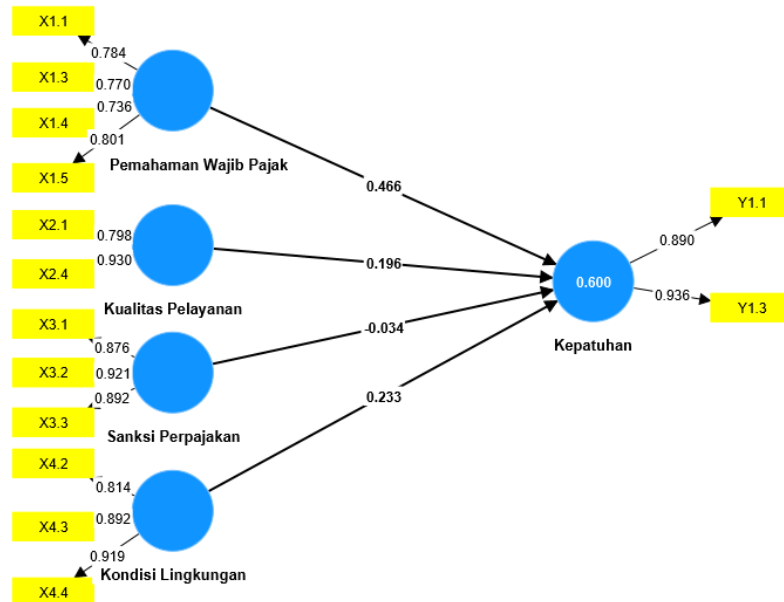 X1.1
0.784
X1.3
0.770
0.736
X1.4
0.801
X1.5
Pemahaman Wajib Pajak
0.466
X2.1
0.798
X2.4
0.930
Kualitas Pelayanan
0.196
X3.1
0.876
X3.2
0.921
0.892
X3.3
Sanksi Perpajakan
-0.034
X4.2
0.814
X4.3
0.892
0.919
X4.4
Kondisi Lingkungan
0.233
0.600
Kepatuhan
Y1.1
0.890
0.936
Y1.3